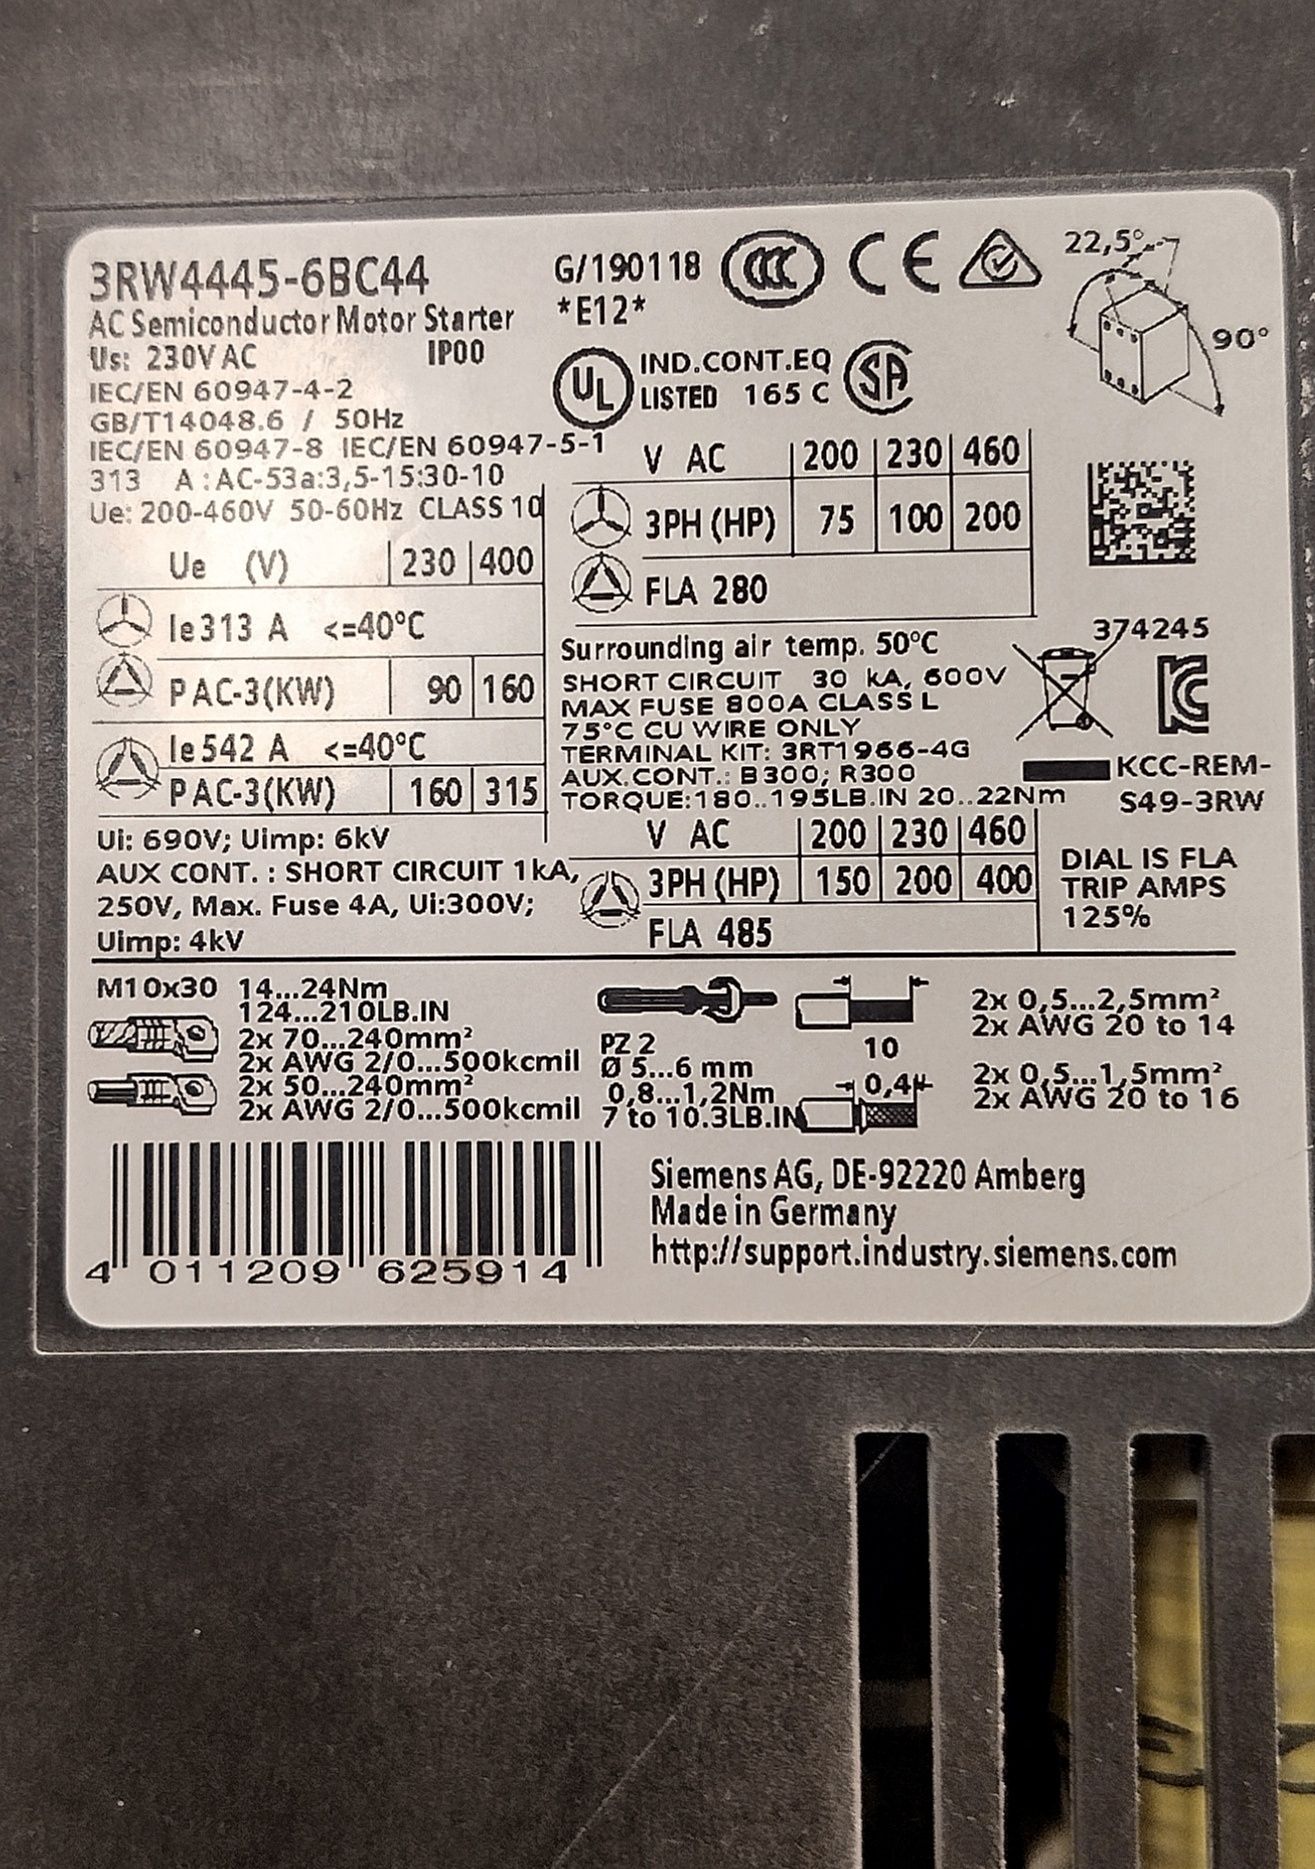 3RW4445-6BC44
AC Semiconductor Motor Starter
Us: 230V AC IP00
IEC/EN 60947-4-2
GB/T14048.6 / 50Hz
IEC/EN 60947-8 IEC/EN 60947-5-1
313 A : AC-53a:3,5-15:30-10
Ue: 200-460V 50-60Hz CLASS 10
Ue (V) 230 400
Ie 313 A <=40°C
P AC-3(KW) 90 160
Ie 542 A <=40°C
P AC-3(KW) 160 315
Ui: 690V; Uimp: 6kV
AUX CONT. : SHORT CIRCUIT 1kA,
250V, Max. Fuse 4A, Ui:300V;
Uimp: 4kV
G/190118 CCC CE
*E12*
UL IND.CONT.EQ SA
LISTED 165 C
22,5°
90°
V AC 200 230 460
3PH (HP) 75 100 200
FLA 280
Surrounding air temp. 50°C
SHORT CIRCUIT 30 kA, 600V
MAX FUSE 800A CLASS L
75°C CU WIRE ONLY
TERMINAL KIT: 3RT1966-4G
AUX.CONT.: B300; R300
TORQUE:180..195LB.IN 20..22Nm
374245
KCC-REM-
S49-3RW
V AC 200 230 460
3PH (HP) 150 200 400
FLA 485
DIAL IS FLA
TRIP AMPS
125%
M10x30 14...24Nm
124...210LB.IN
2x 70...240mm²
2x AWG 2/0...500kcmil
2x 50...240mm²
2x AWG 2/0...500kcmil
PZ 2
Ø 5...6 mm
0,8...1,2Nm
7 to 10.3LB.IN
10
0,4
2x 0,5...2,5mm²
2x AWG 20 to 14
2x 0,5...1,5mm²
2x AWG 20 to 16
4 011209 625914
Siemens AG, DE-92220 Amberg
Made in Germany
http://support.industry.siemens.com